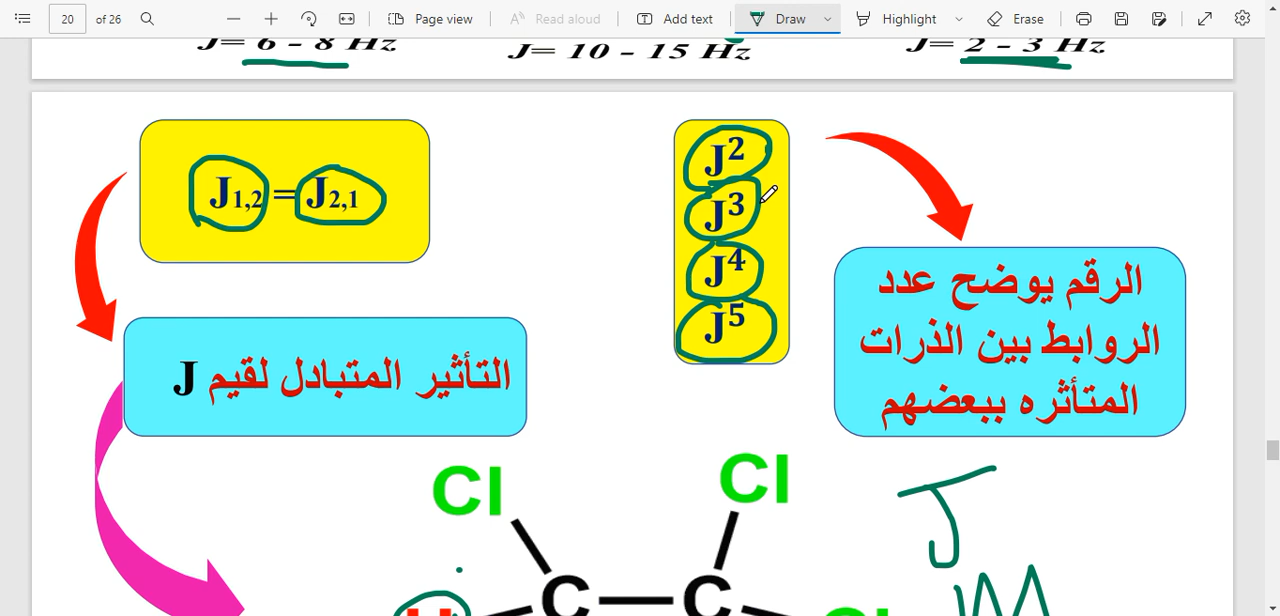 20 of 26 Page view Read aloud Add text Draw Highlight Erase
J= 6 - 8 Hz J= 10 - 15 Hz J= 2 - 3 Hz
J1,2 = J2,1
J2
J3
J4
J5
الرقم يوضح عدد
الروابط بين الذرات
المتأثره ببعضهم
التأثير المتبادل لقيم J
Cl Cl
J
H C C Cl